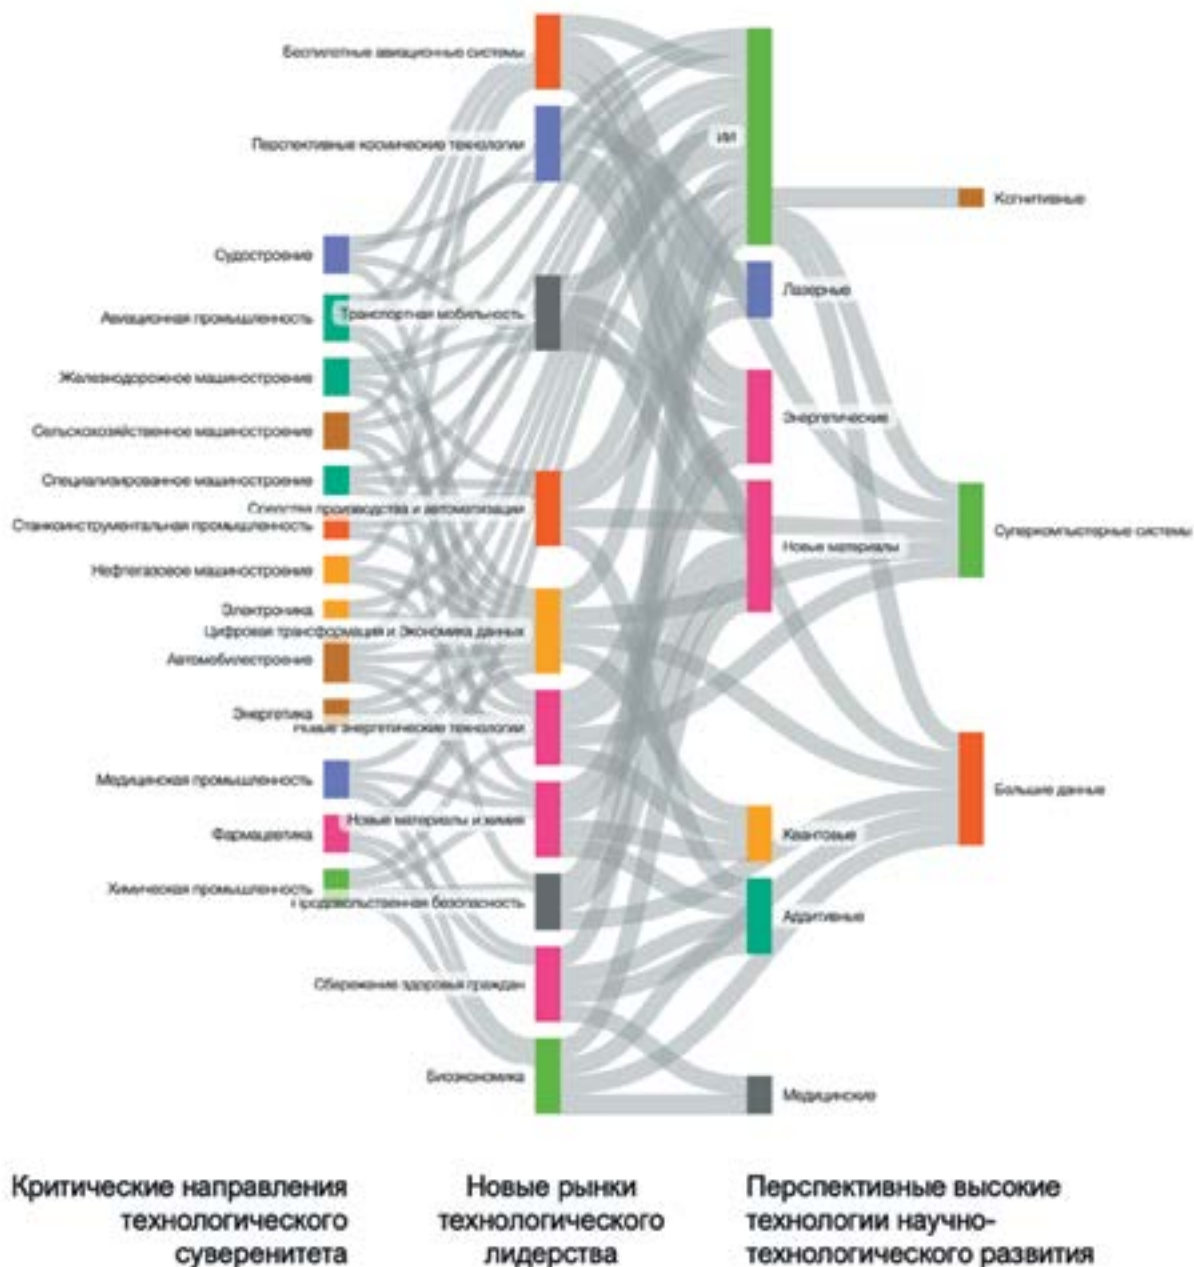 Беспилотные авиационные системы
Перспективные космические технологии
ИИ
Когнитивные
Судостроение
Лазерные
Авиационная промышленность
Транспортная мобильность
Железнодорожное машиностроение
Энергетические
Сельскохозяйственное машиностроение
Специализированное машиностроение
Средства производства и автоматизации
Станкоинструментальная промышленность
Суперкомпьютерные системы
Новые материалы
Нефтегазовое машиностроение
Электроника
Цифровая трансформация и Экономика данных
Автомобилестроение
Энергетика
Новые энергетические технологии
Медицинская промышленность
Большие данные
Новые материалы и химия
Фармацевтика
Квантовые
Химическая промышленность
Продовольственная безопасность
Аддитивные
Сбережение здоровья граждан
Биоэкономика
Медицинские
Критические направления
технологического
суверенитета
Новые рынки
технологического
лидерства
Перспективные высокие
технологии научно-
технологического развития